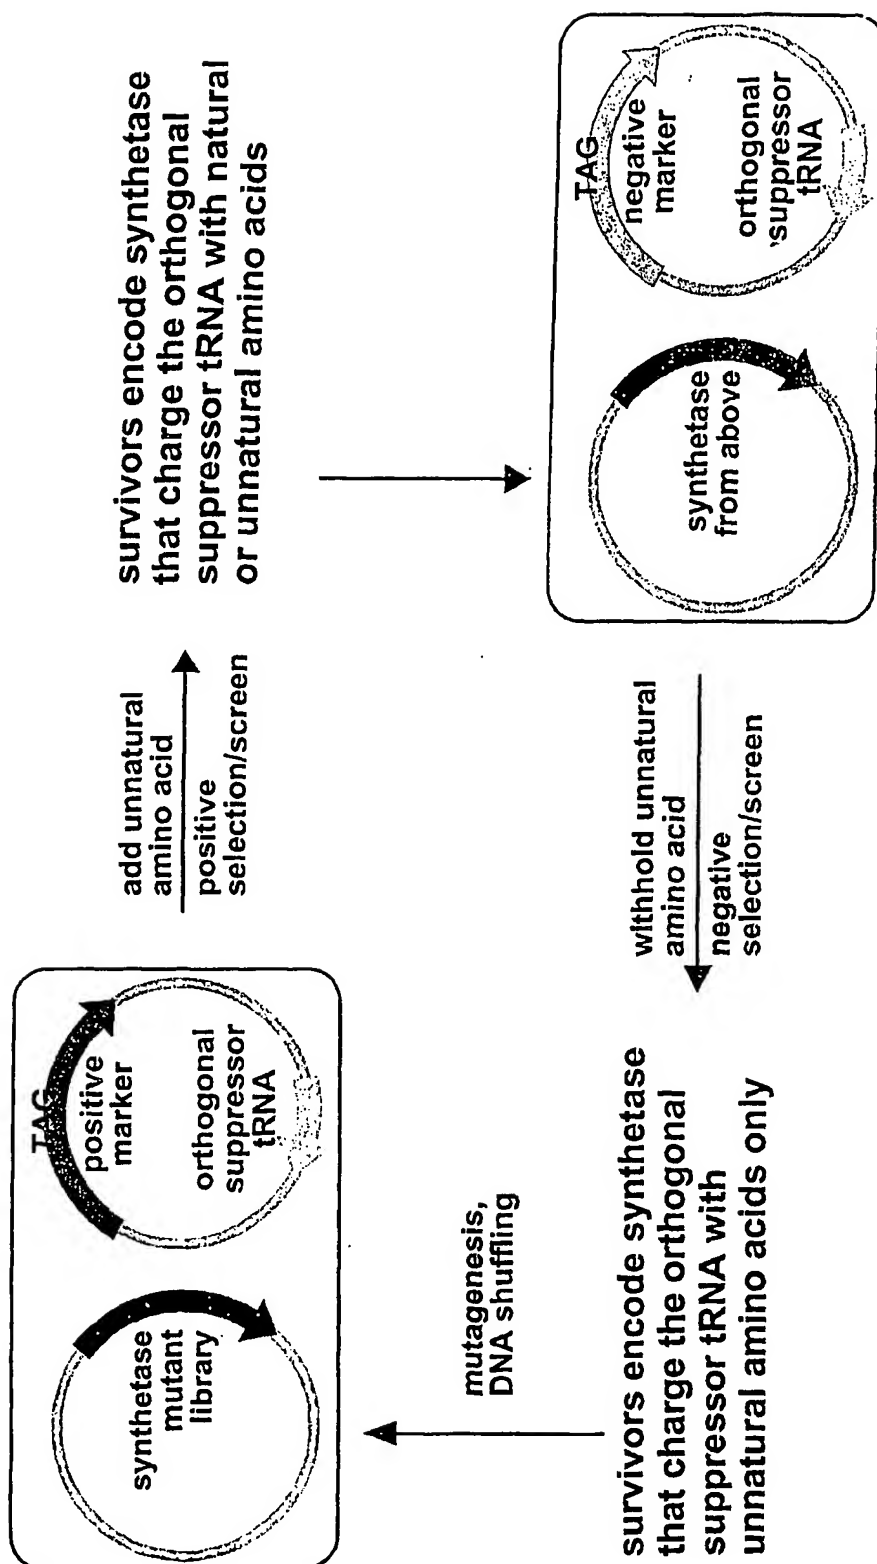 synthetase
mutant
library
TAG
positive
marker
orthogonal
suppressor
tRNA
add unnatural
amino acid
positive
selection/screen
survivors encode synthetase
that charge the orthogonal
suppressor tRNA with natural
or unnatural amino acids
synthetase
from above
TAG
negative
marker
orthogonal
suppressor
tRNA
withhold unnatural
amino acid
negative
selection/screen
survivors encode synthetase
that charge the orthogonal
suppressor tRNA with
unnatural amino acids only
mutagenesis,
DNA shuffling